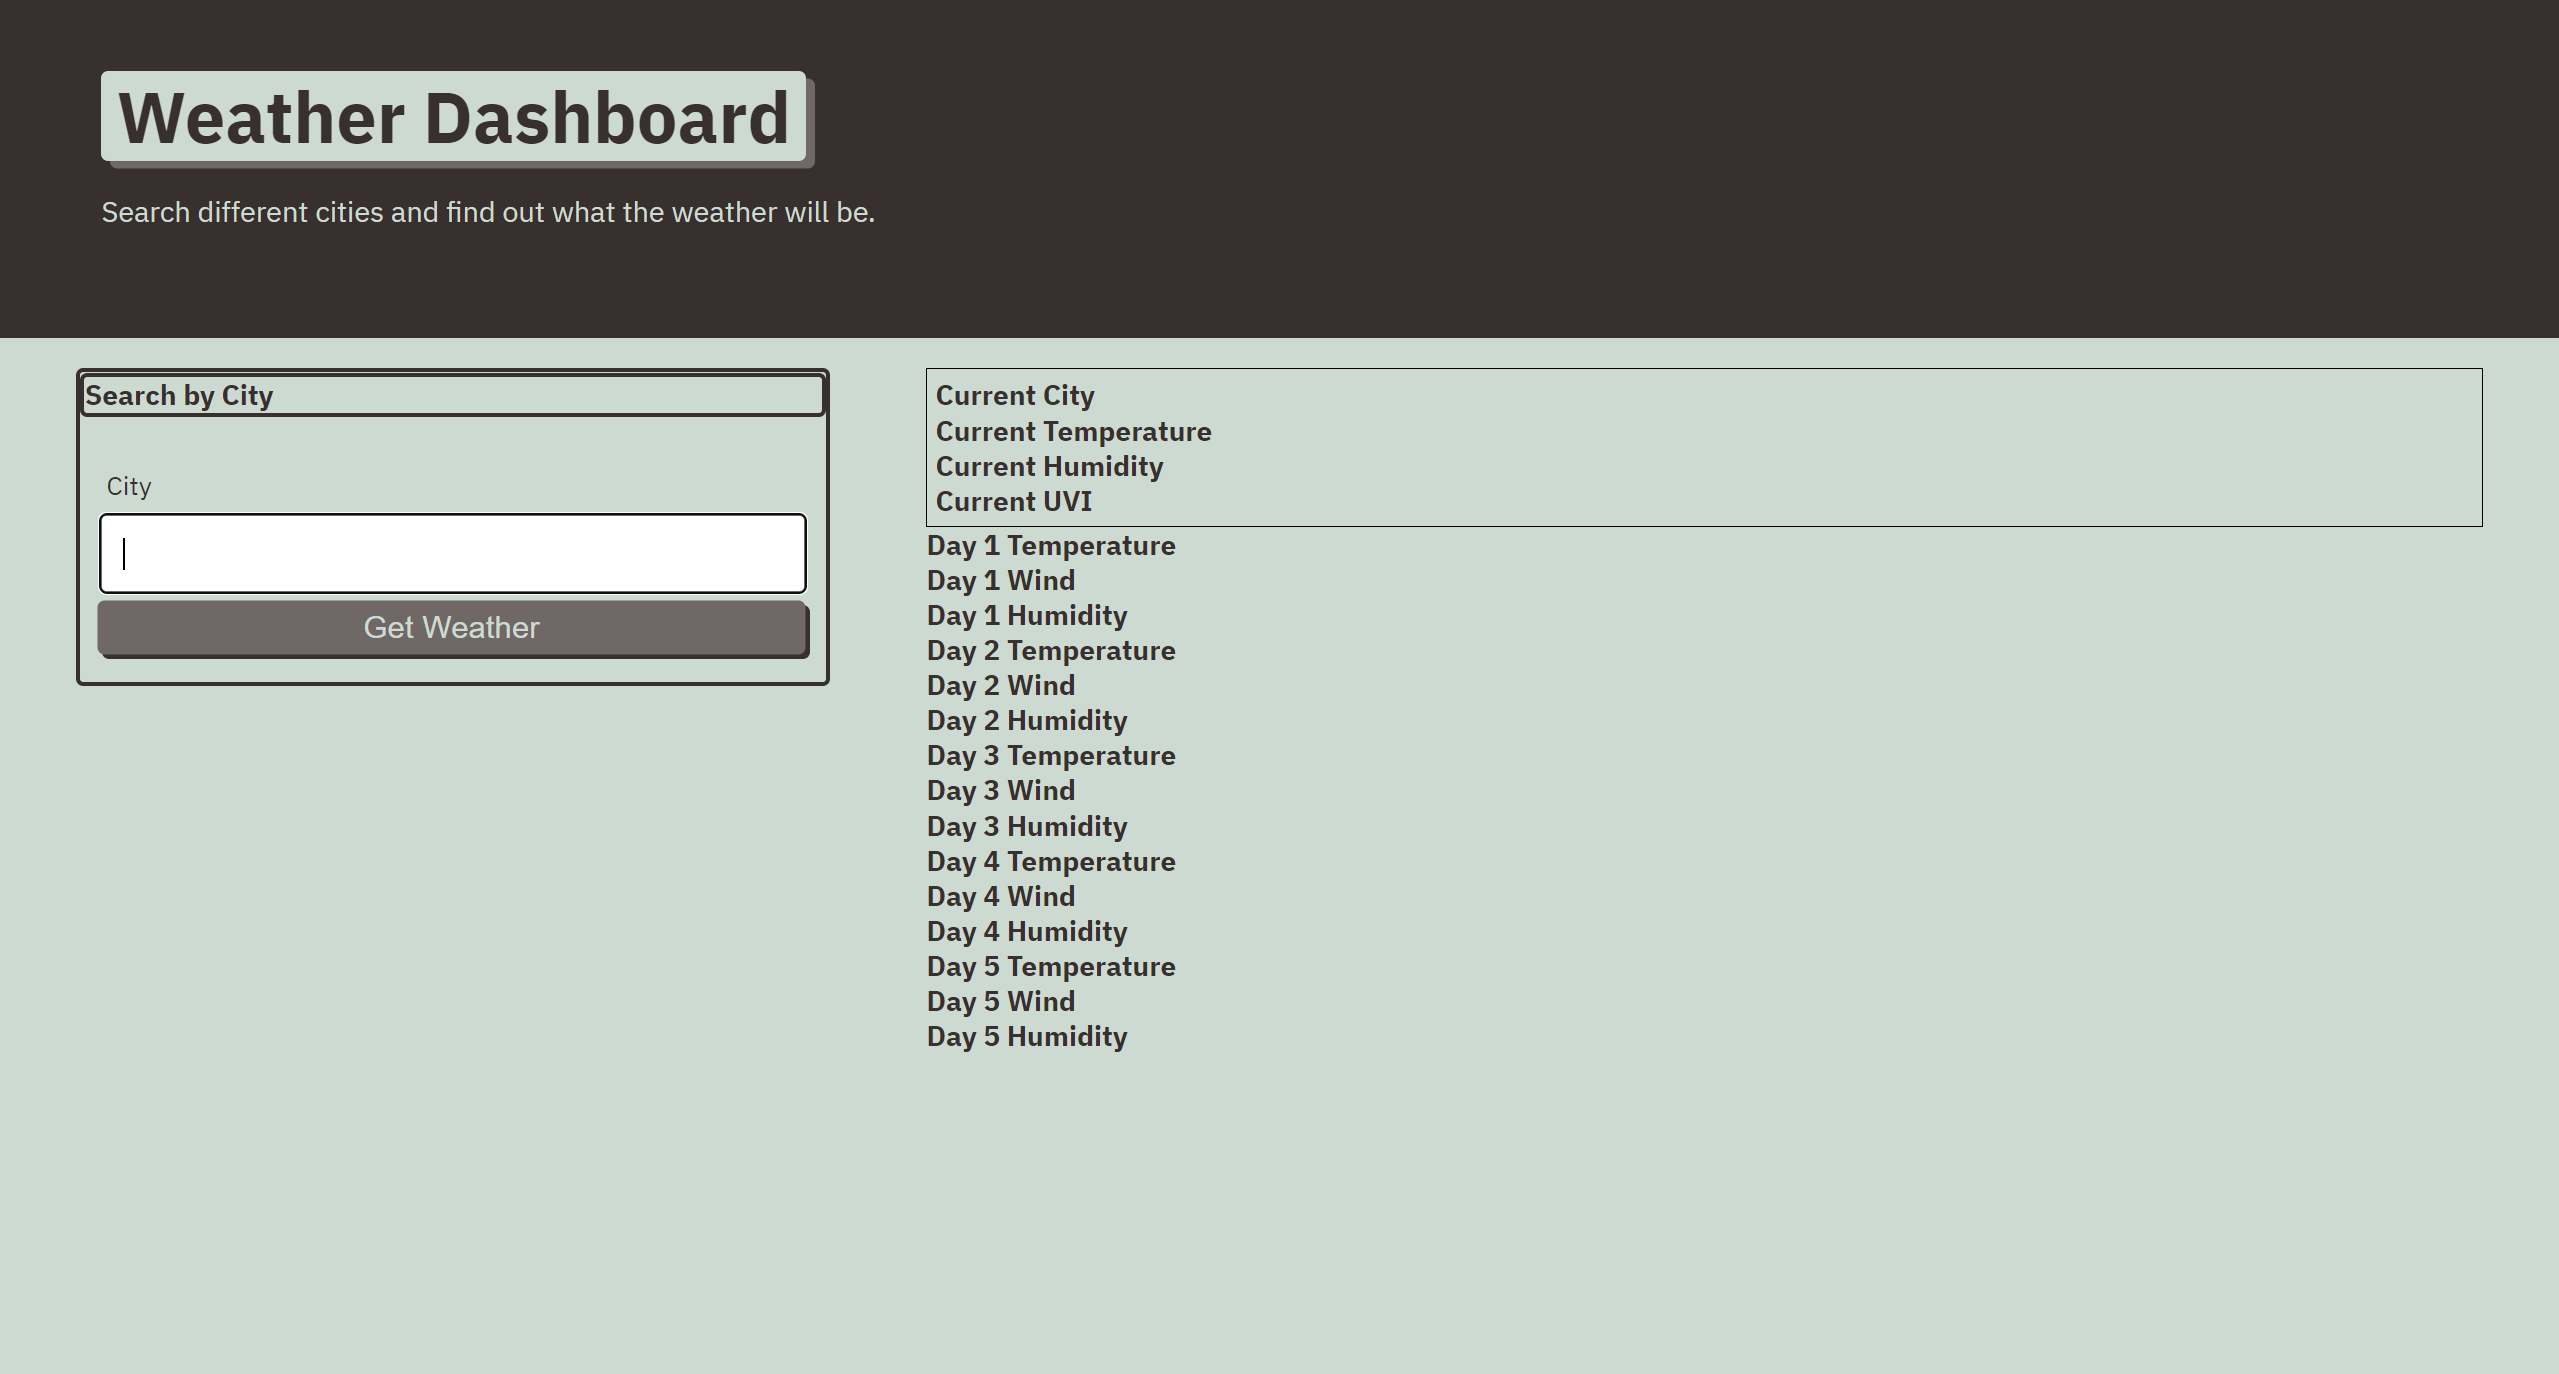 Weather Dashboard
Search different cities and find out what the weather will be.
Search by City
City
Get Weather
Current City
Current Temperature
Current Humidity
Current UVI
Day 1 Temperature
Day 1 Wind
Day 1 Humidity
Day 2 Temperature
Day 2 Wind
Day 2 Humidity
Day 3 Temperature
Day 3 Wind
Day 3 Humidity
Day 4 Temperature
Day 4 Wind
Day 4 Humidity
Day 5 Temperature
Day 5 Wind
Day 5 Humidity